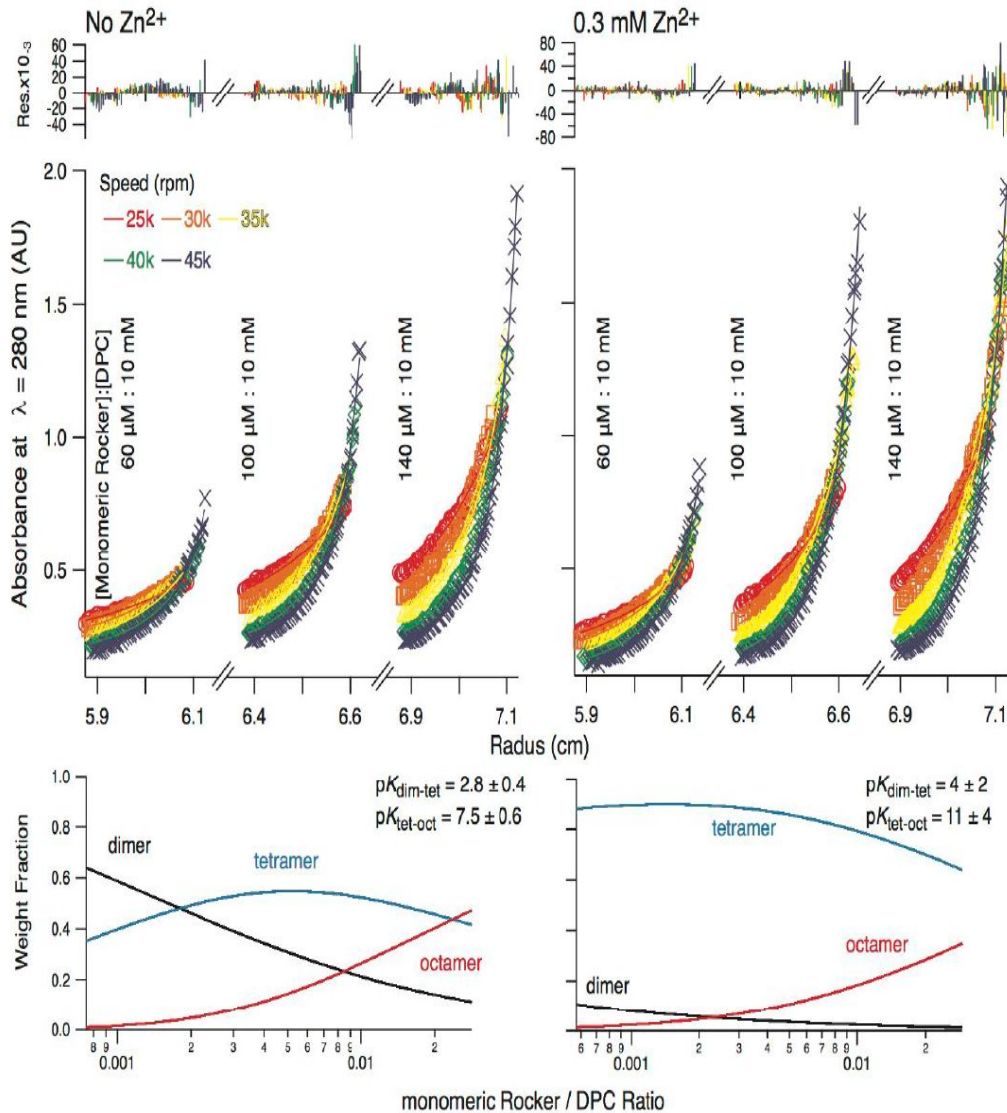 No Zn2+
0.3 mM Zn2+
Res.x10-3
60
40
20
0
-20
-40
80
40
0
-40
-80
Absorbance at λ = 280 nm (AU)
2.0
1.5
1.0
0.5
Speed (rpm)
25k 30k 35k
40k 45k
[Monomeric Rocker]:[DPC]
60 µM : 10 mM
100 µM : 10 mM
140 µM : 10 mM
60 µM : 10 mM
100 µM : 10 mM
140 µM : 10 mM
5.9 6.1 6.4 6.6 6.9 7.1
5.9 6.1 6.4 6.6 6.9 7.1
Radus (cm)
Weight Fraction
1.0
0.8
0.6
0.4
0.2
0.0
pKdim-tet = 2.8 ± 0.4
pKtet-oct = 7.5 ± 0.6
dimer
tetramer
octamer
pKdim-tet = 4 ± 2
pKtet-oct = 11 ± 4
tetramer
octamer
dimer
8 9 2 3 4 5 6 7 8 9 2
0.001 0.01
6 7 8 9 2 3 4 5 6 7 8 9 2
0.001 0.01
monomeric Rocker / DPC Ratio